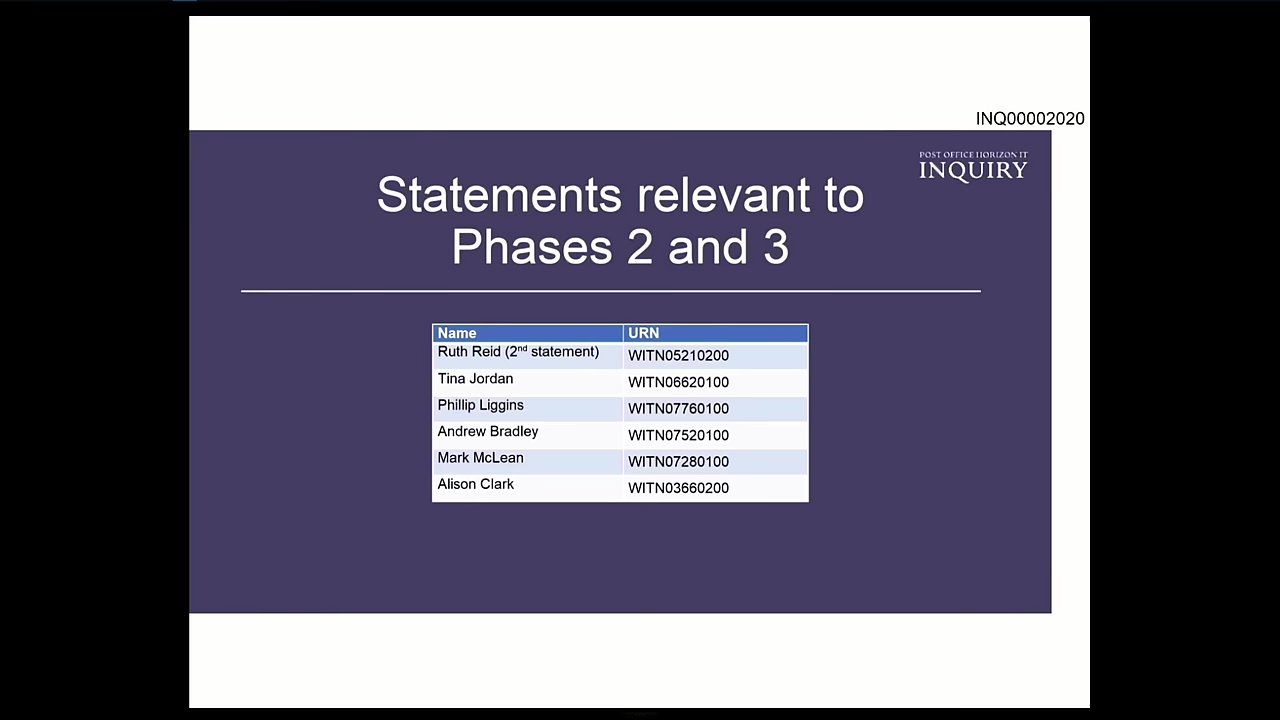 INQ00002020
POST OFFICE HORIZON IT
INQUIRY
Statements relevant to
Phases 2 and 3
Name URN
Ruth Reid (2nd statement) WITN05210200
Tina Jordan WITN06620100
Phillip Liggins WITN07760100
Andrew Bradley WITN07520100
Mark McLean WITN07280100
Alison Clark WITN03660200